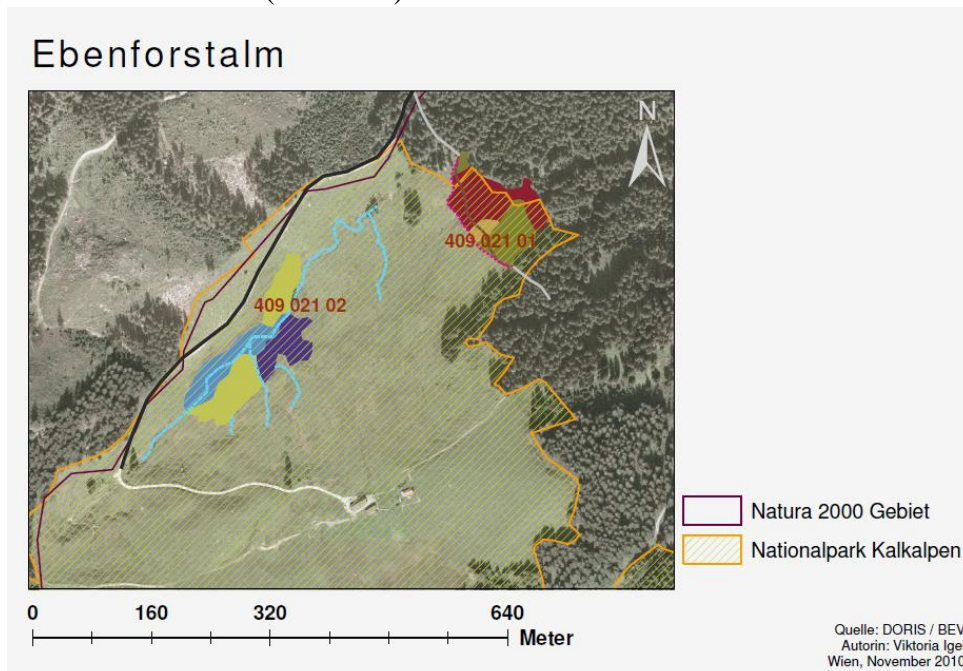 Ebenforstalm
N
409 021 01
409 021 02
Natura 2000 Gebiet
Nationalpark Kalkalpen
0 160 320 640
Meter
Quelle: DORIS / BEV
Autorin: Viktoria Igel
Wien, November 2010